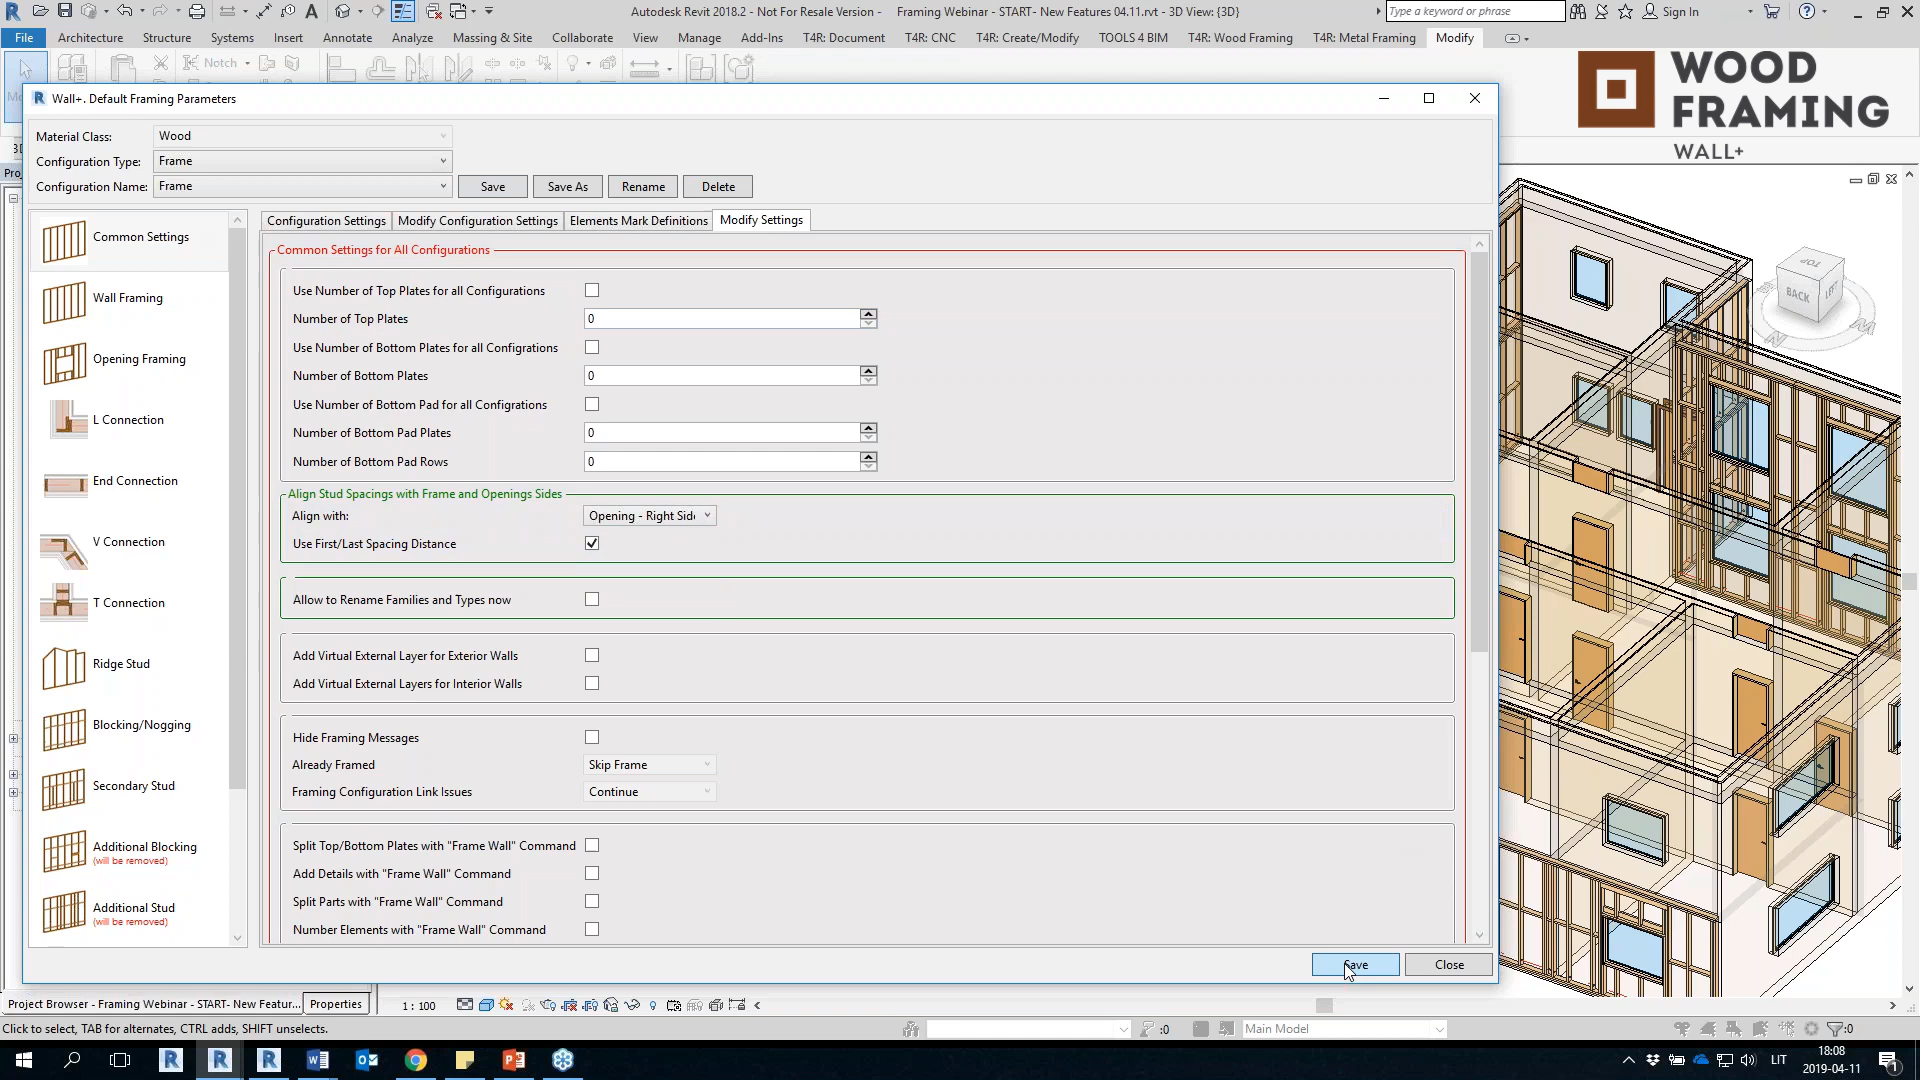 Autodesk Revit 2018.2 - Not For Resale Version - Framing Webinar - START- New Features 04.11.rvt - 3D View: {3D}
Type a keyword or phrase
Sign In
File Architecture Structure Systems Insert Annotate Analyze Massing & Site Collaborate View Manage Add-Ins T4R: Document T4R: CNC T4R: Create/Modify TOOLS 4 BIM T4R: Wood Framing T4R: Metal Framing Modify
Notch
WOOD
FRAMING
WALL+
Wall+. Default Framing Parameters
Material Class: Wood
Configuration Type: Frame
Configuration Name: Frame Save Save As Rename Delete
Configuration Settings Modify Configuration Settings Elements Mark Definitions Modify Settings
Common Settings
Wall Framing
Opening Framing
L Connection
End Connection
V Connection
T Connection
Ridge Stud
Blocking/Nogging
Secondary Stud
Additional Blocking
(will be removed)
Additional Stud
(will be removed)
Common Settings for All Configurations
Use Number of Top Plates for all Configurations
Number of Top Plates 0
Use Number of Bottom Plates for all Configrations
Number of Bottom Plates 0
Use Number of Bottom Pad for all Configrations
Number of Bottom Pad Plates 0
Number of Bottom Pad Rows 0
Align Stud Spacings with Frame and Openings Sides
Align with: Opening - Right Side
Use First/Last Spacing Distance
Allow to Rename Families and Types now
Add Virtual External Layer for Exterior Walls
Add Virtual External Layers for Interior Walls
Hide Framing Messages
Already Framed Skip Frame
Framing Configuration Link Issues Continue
Split Top/Bottom Plates with "Frame Wall" Command
Add Details with "Frame Wall" Command
Split Parts with "Frame Wall" Command
Number Elements with "Frame Wall" Command
Save Close
TOP
BACK
LEFT
Project Browser - Framing Webinar - START- New Featur... Properties
1 : 100
Click to select, TAB for alternates, CTRL adds, SHIFT unselects.
:0
Main Model
:0
LIT
18:08
2019-04-11
1